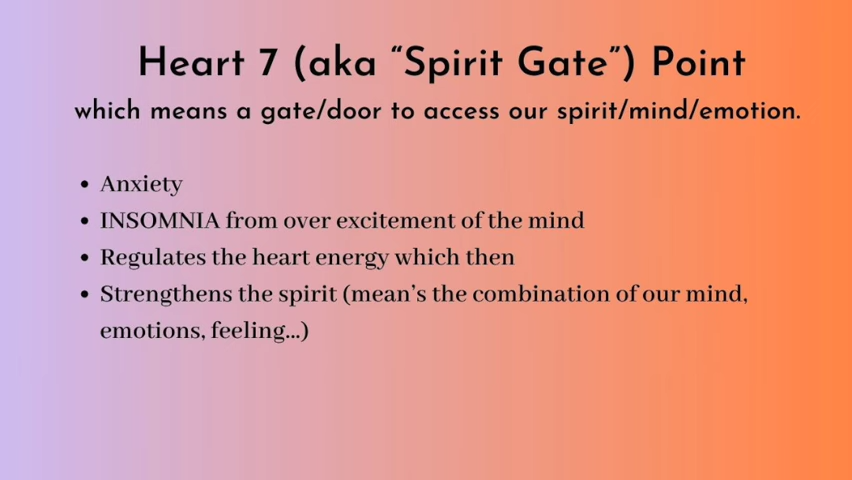 Heart 7 (aka “Spirit Gate”) Point
which means a gate/door to access our spirit/mind/emotion.
• Anxiety
• INSOMNIA from over excitement of the mind
• Regulates the heart energy which then
• Strengthens the spirit (mean’s the combination of our mind,
emotions, feeling...)